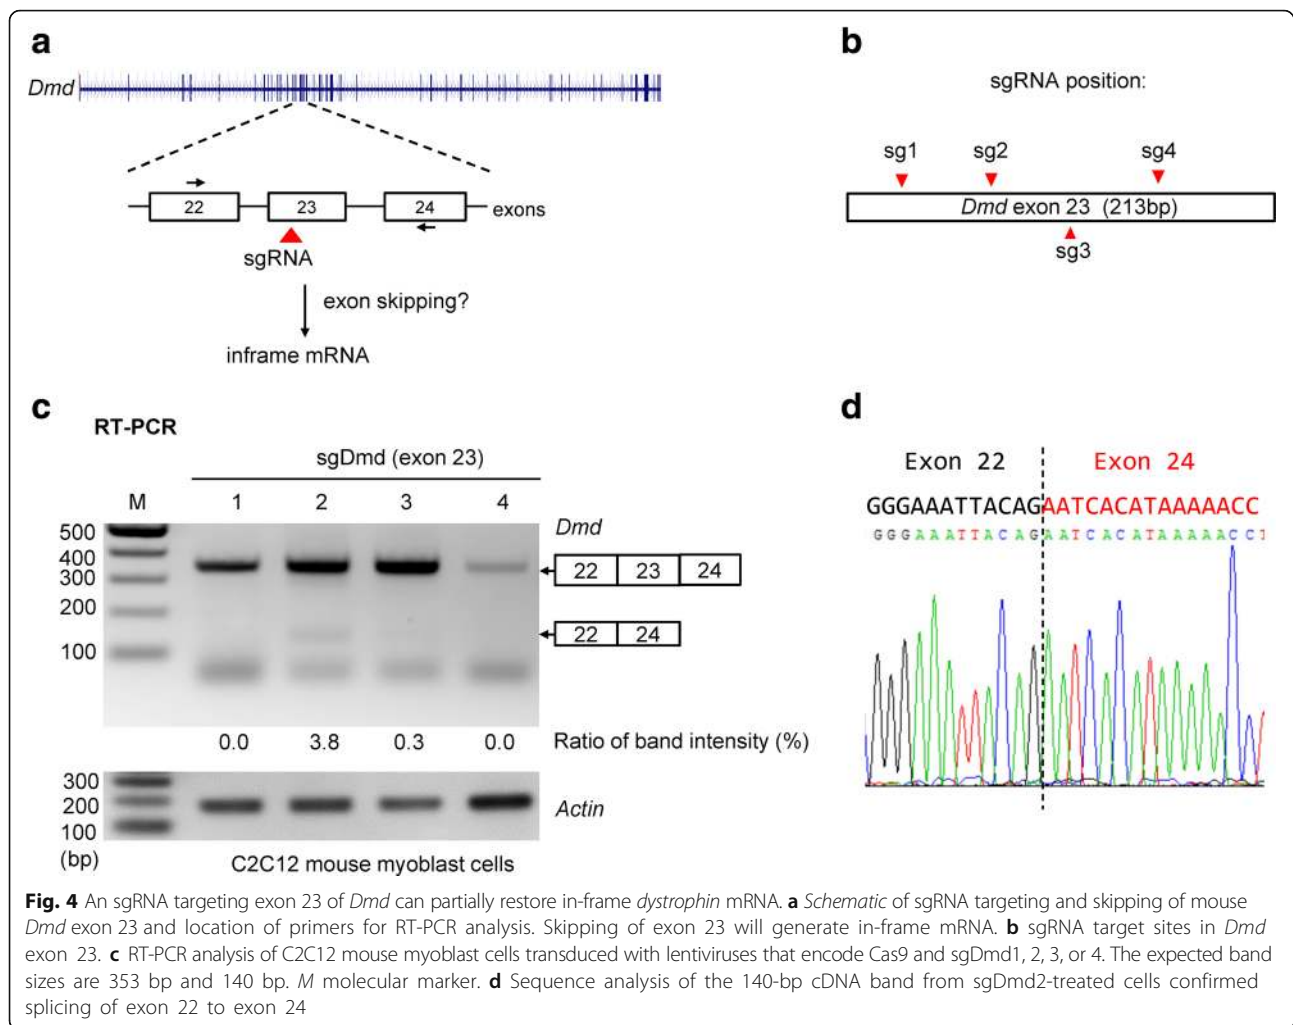 a
Dmd
22 23 24 exons
sgRNA
exon skipping?
inframe mRNA
b
sgRNA position:
sg1 sg2 sg4
Dmd exon 23 (213bp)
sg3
c
RT-PCR
sgDmd (exon 23)
M 1 2 3 4
500
400
300
200
100
Dmd
22 23 24
22 24
0.0 3.8 0.3 0.0 Ratio of band intensity (%)
300
200
100
(bp)
Actin
C2C12 mouse myoblast cells
d
Exon 22 Exon 24
GGGAAATTACAGAATCACATAAAAACC
GGGAAATTACAGAATCACATAAAAACC
Fig. 4 An sgRNA targeting exon 23 of Dmd can partially restore in-frame dystrophin mRNA. a Schematic of sgRNA targeting and skipping of mouse
Dmd exon 23 and location of primers for RT-PCR analysis. Skipping of exon 23 will generate in-frame mRNA. b sgRNA target sites in Dmd
exon 23. c RT-PCR analysis of C2C12 mouse myoblast cells transduced with lentiviruses that encode Cas9 and sgDmd1, 2, 3, or 4. The expected band
sizes are 353 bp and 140 bp. M molecular marker. d Sequence analysis of the 140-bp cDNA band from sgDmd2-treated cells confirmed
splicing of exon 22 to exon 24